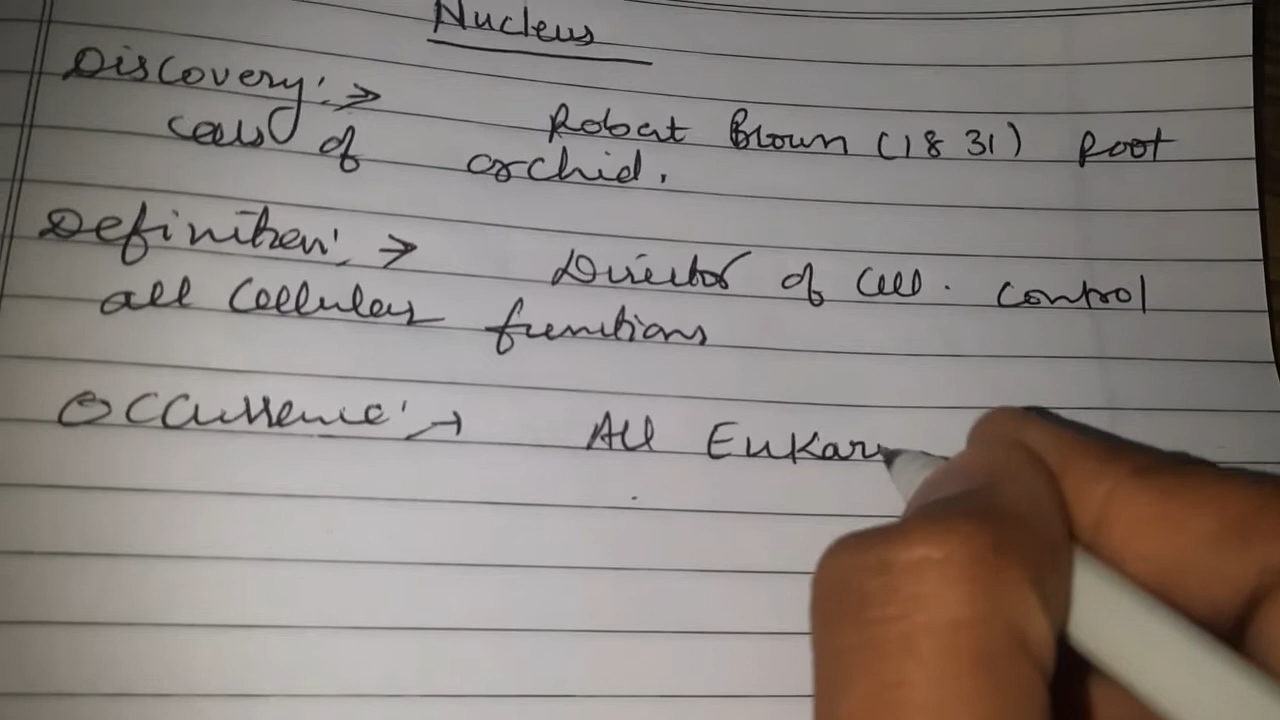 Nucleus
Discovery:→ Robert Brown (1831) Root
cells of orchid.
Definition:→ Director of cell. control
all cellular functions
Occurrence:→ All Eukary